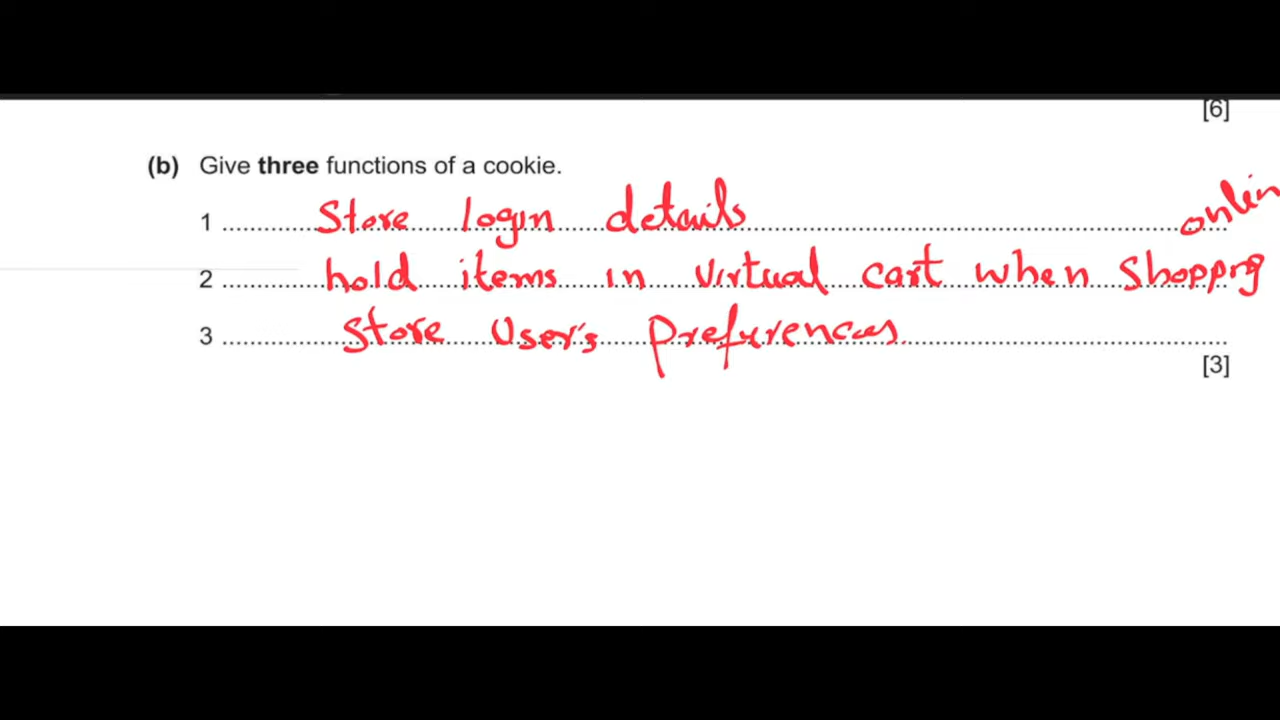 [6]
(b) Give three functions of a cookie.
1 Store login details
online
2 hold items in virtual cart when shopping
3 Store User's preferences.
[3]